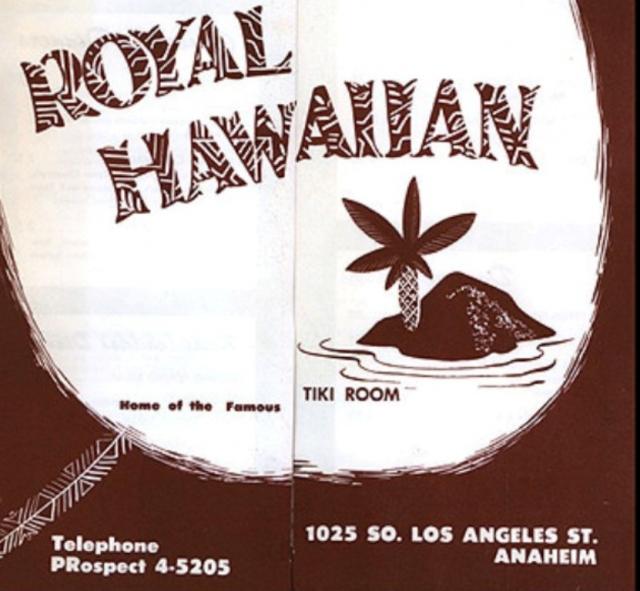 ROYAL
HAWAIIAN
Home of the Famous TIKI ROOM
Telephone
PRospect 4-5205
1025 SO. LOS ANGELES ST.
ANAHEIM